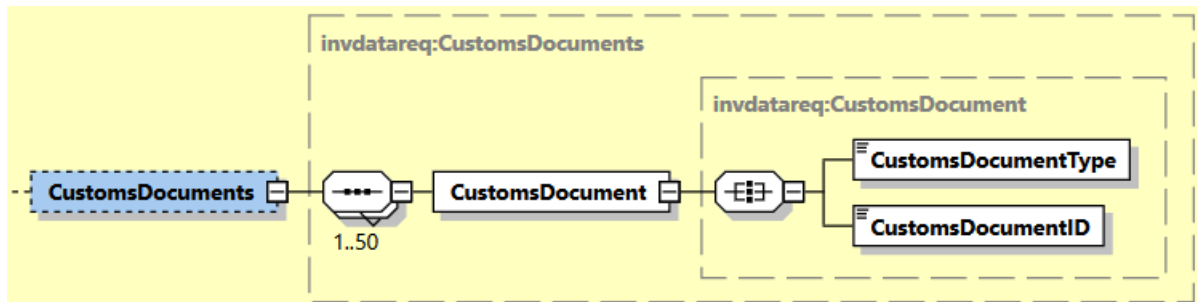 invdatareq:CustomsDocuments
invdatareq:CustomsDocument
CustomsDocumentType
CustomsDocuments
CustomsDocument
CustomsDocumentID
1..50